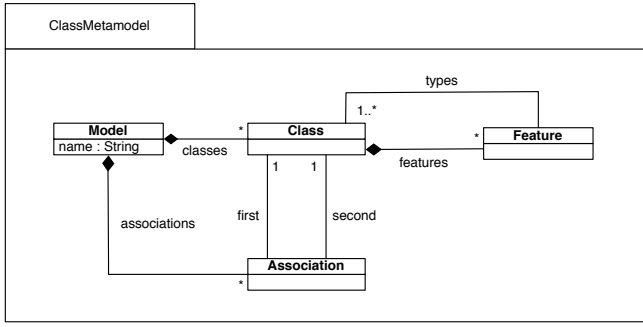 ClassMetamodel
types
1..*
Model
*
Class
*
Feature
name : String
classes
features
1
1
first
second
associations
Association
*